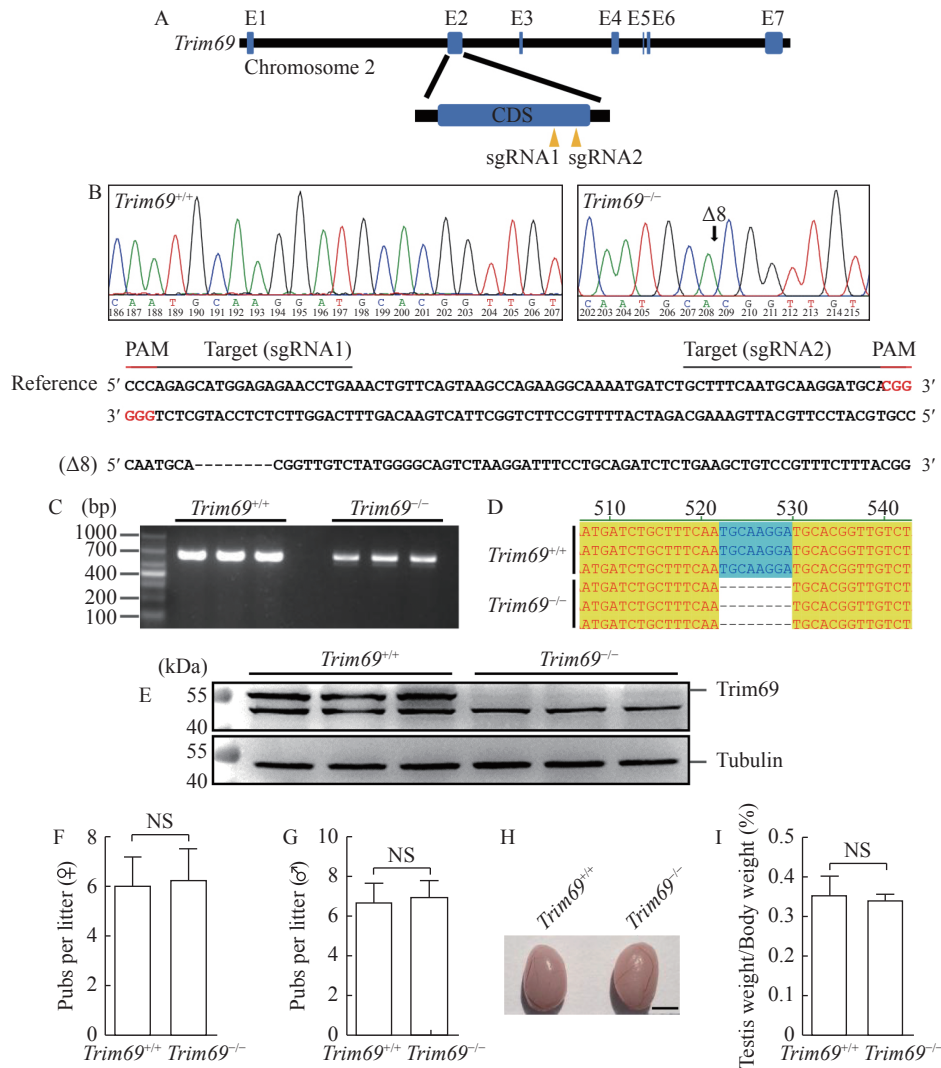 A
E1 E2 E3 E4 E5 E6 E7
Trim69
Chromosome 2
CDS
sgRNA1 sgRNA2
B
Trim69+/+
Trim69−/−
Δ8
C A A T G C A A G G A T G C A C G G T T G T
186 187 188 189 190 191 192 193 194 195 196 197 198 199 200 201 202 203 204 205 206 207
C A A T G C A C G G T T G T
202 203 204 205 206 207 208 209 210 211 212 213 214 215
PAM Target (sgRNA1) Target (sgRNA2) PAM
Reference 5′ CCCAGAGCATGGAGAGAACCTGAAACTGTTCAGTAAGCCAGAAGGCAAAATGATCTGCTTTCAATGCAAGGATGCACGG 3′
3′ GGGTCTCGTACCTCTCTTGGACTTTGACAAGTCATTCGGTCTTCCGTTTTACTAGACGAAAGTTACGTTCCTACGTGCC 5′
(Δ8) 5′ CAATGCA--------CGGTTGTCTATGGGGCAGTCTAAGGATTTCCTGCAGATCTCTGAAGCTGTCCGTTTCTTTACGG 3′
C (bp) Trim69+/+ Trim69−/−
1000
700
400
200
100
D
510 520 530 540
Trim69+/+
ATGATCTGCTTTCAATGCAAGGATGCACGGTTGTCT
ATGATCTGCTTTCAATGCAAGGATGCACGGTTGTCT
ATGATCTGCTTTCAATGCAAGGATGCACGGTTGTCT
Trim69−/−
ATGATCTGCTTTCAA--------TGCACGGTTGTCT
ATGATCTGCTTTCAA--------TGCACGGTTGTCT
ATGATCTGCTTTCAA--------TGCACGGTTGTCT
E
(kDa) Trim69+/+ Trim69−/−
55
40
Trim69
55
40
Tubulin
F
NS
Pubs per litter (♀)
8
6
4
2
0
Trim69+/+ Trim69−/−
G
NS
Pubs per litter (♂)
10
8
6
4
2
0
Trim69+/+ Trim69−/−
H
Trim69+/+ Trim69−/−
I
NS
Testis weight/Body weight (%)
0.5
0.4
0.3
0.2
0.1
0
Trim69+/+ Trim69−/−